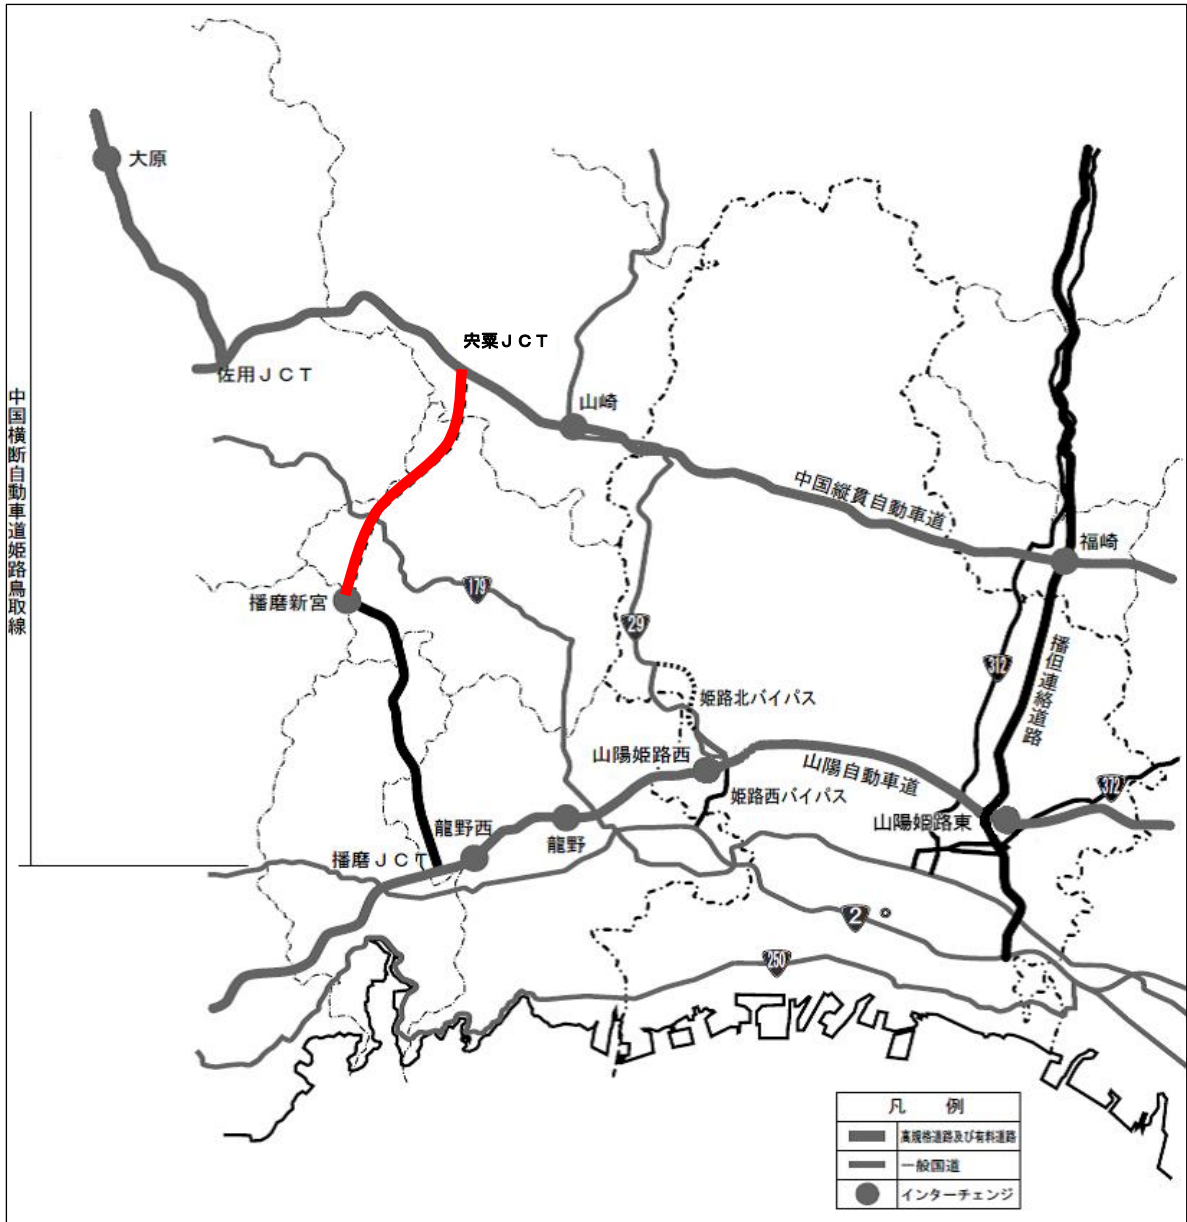 大原
宍粟ＪＣＴ
佐用ＪＣＴ
山崎
中国横断自動車道姫路鳥取線
中国縦貫自動車道
福崎
播磨新宮
179
29
312
播但連絡道路
姫路北バイパス
山陽姫路西
山陽自動車道
姫路西バイパス
372
龍野西
龍野
山陽姫路東
播磨ＪＣＴ
2
250
凡 例
高規格道路及び有料道路
一般国道
インターチェンジ